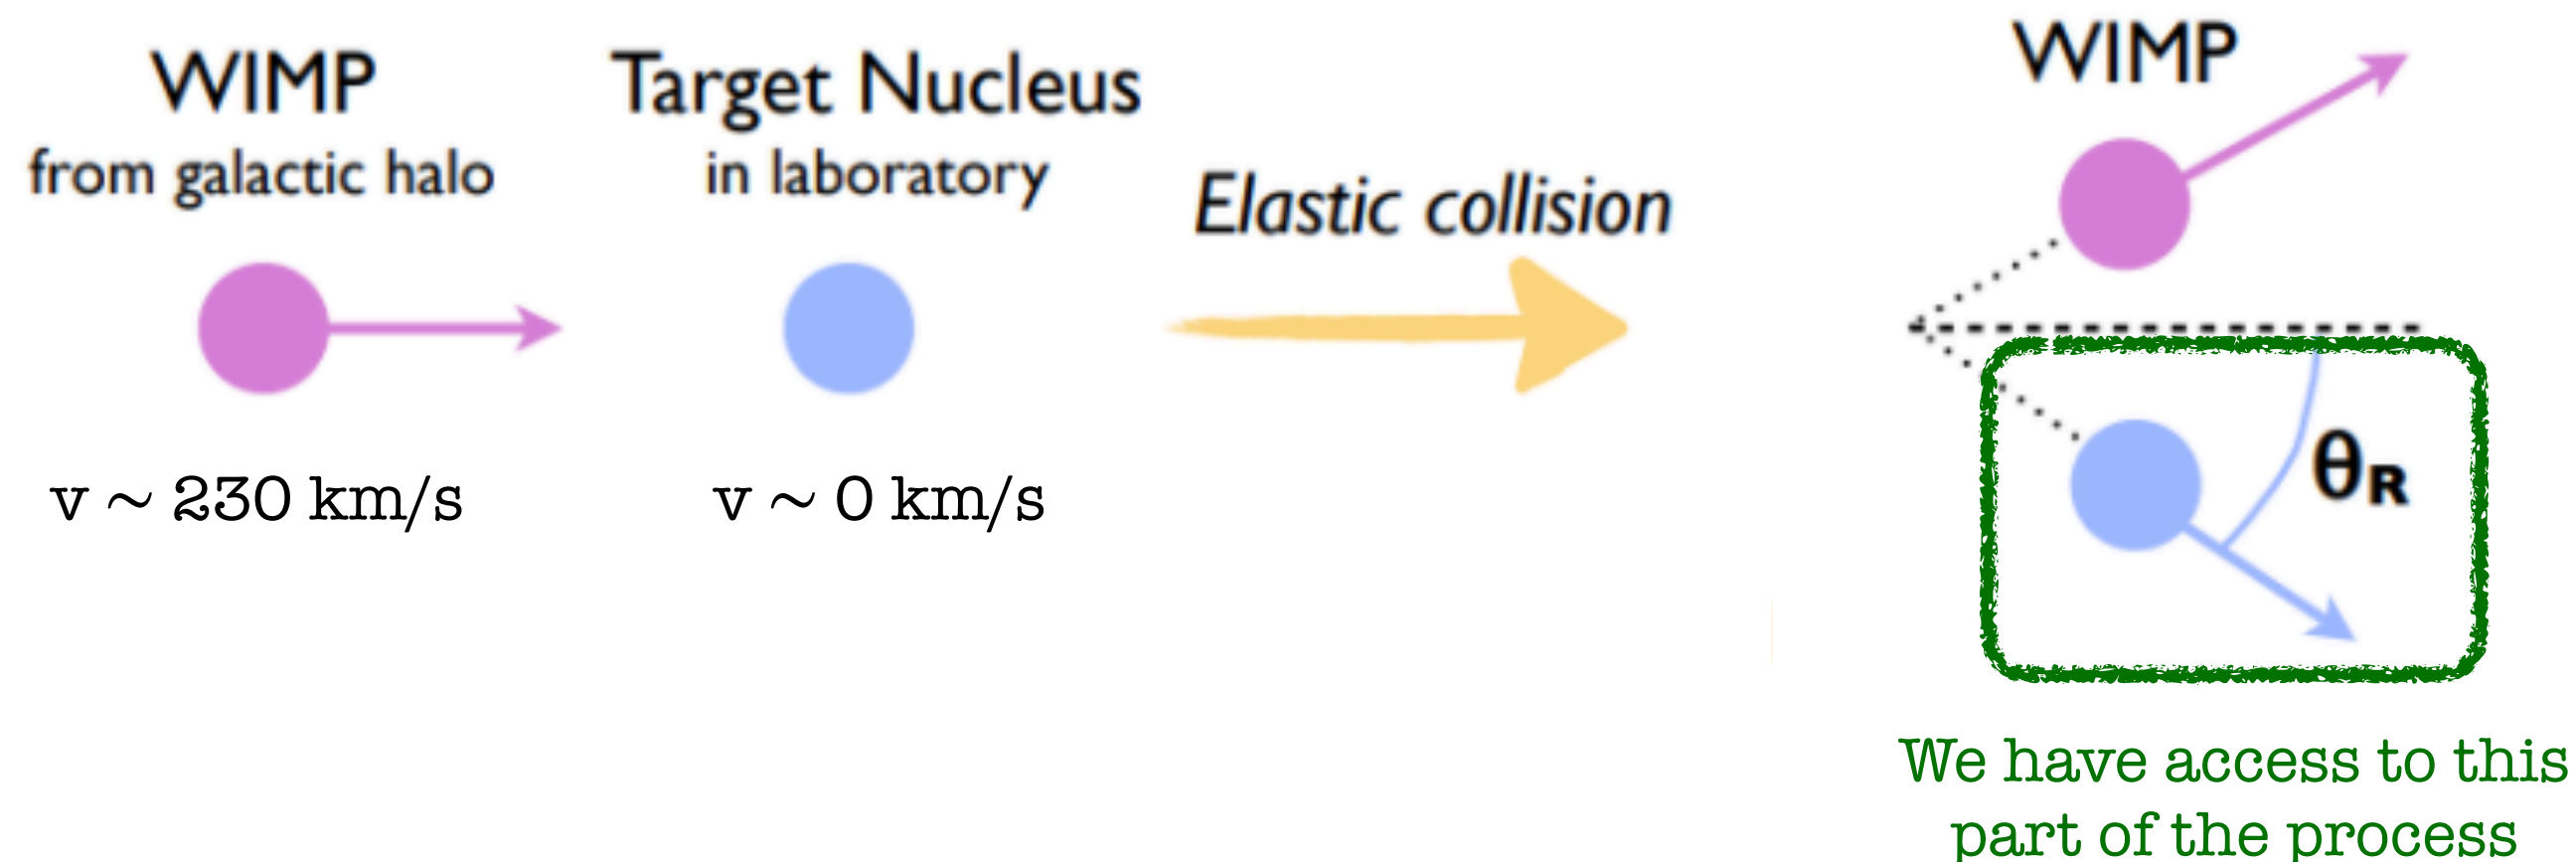 WIMP
from galactic halo
v ~ 230 km/s
Target Nucleus
in laboratory
v ~ 0 km/s
Elastic collision
WIMP
θR
We have access to this
part of the process